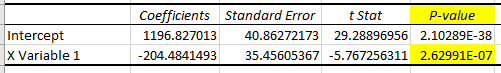 Coefficients Standard Error t Stat P-value
Intercept 1196.827013 40.86272173 29.28896956 2.10289E-38
X Variable 1 -204.4841493 35.45605367 -5.767256311 2.62991E-07